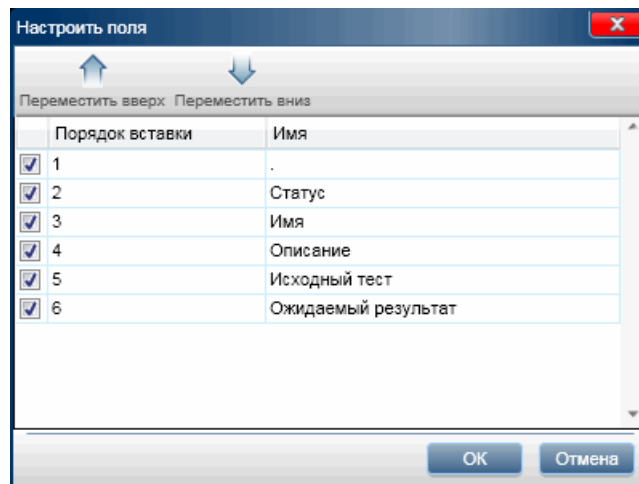 Настроить поля
Переместить вверх Переместить вниз
Порядок вставки Имя
1 .
2 Статус
3 Имя
4 Описание
5 Исходный тест
6 Ожидаемый результат
ОК Отмена